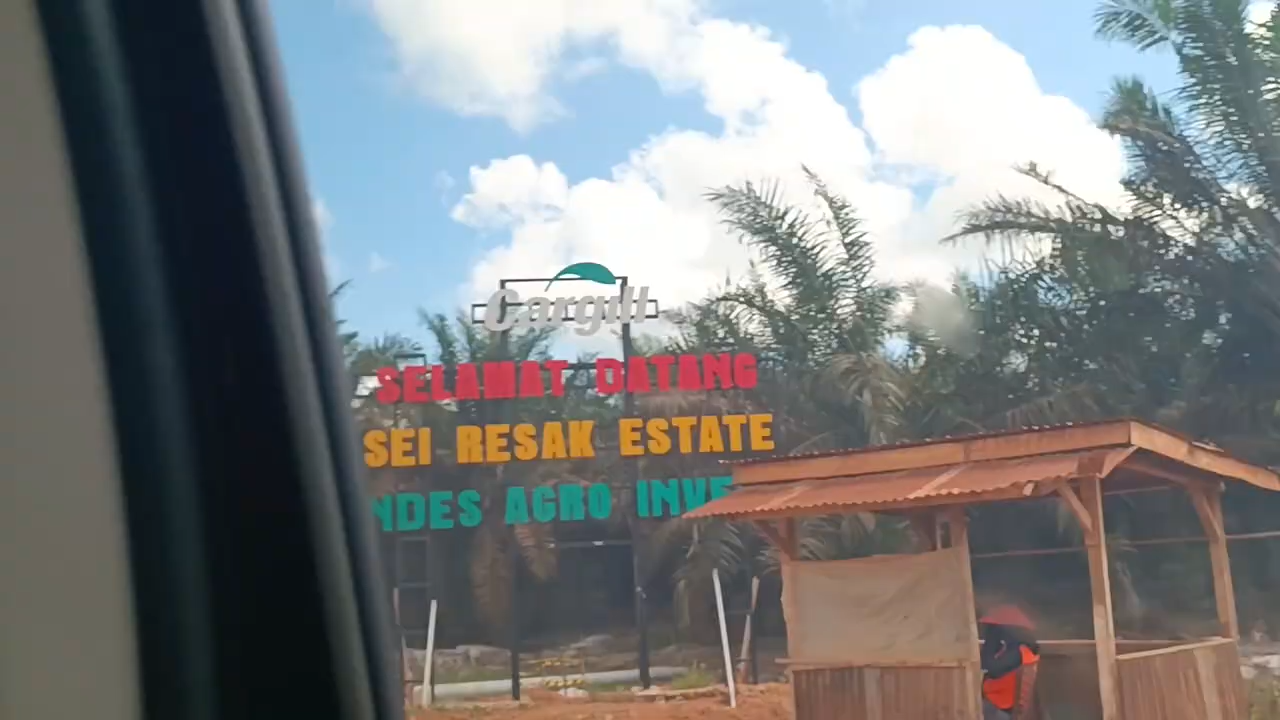 Cargill
SELAMAT DATANG
SEI RESAK ESTATE
NDES AGRO INVE